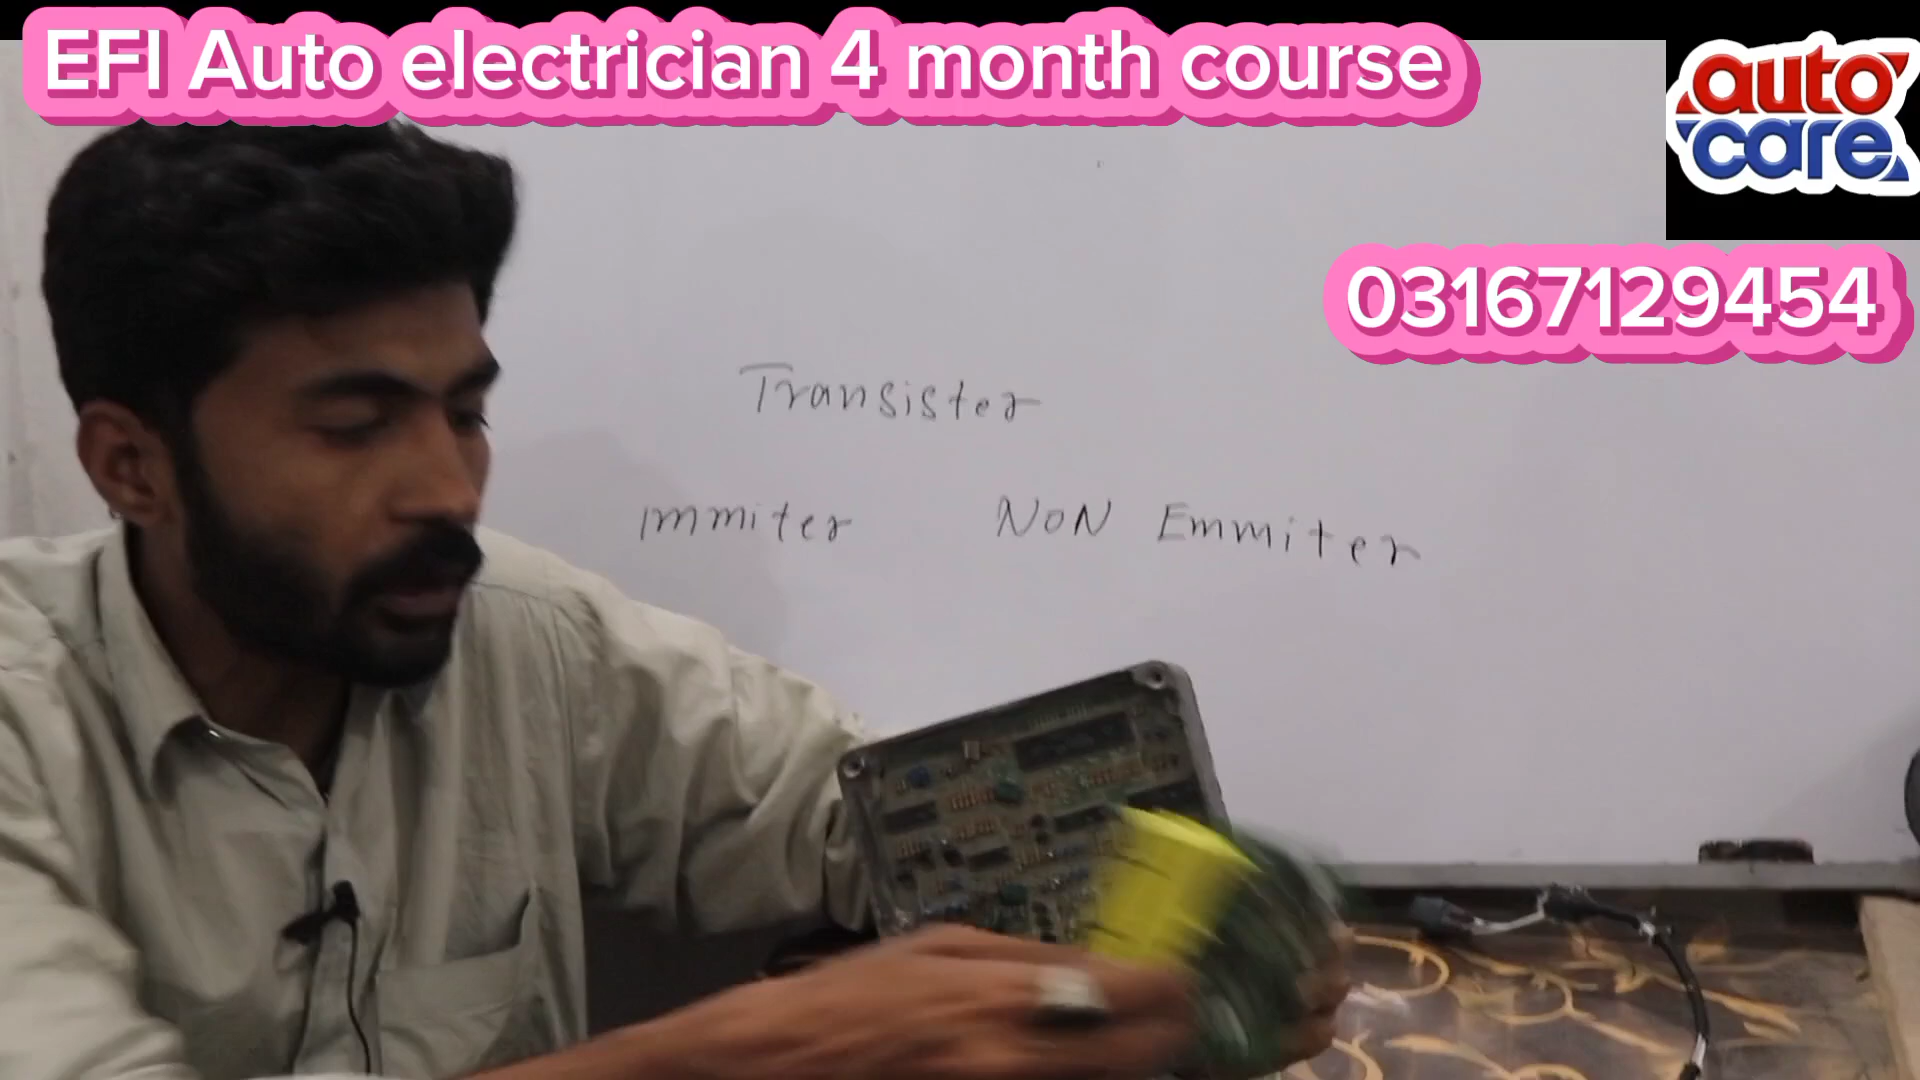 EFI Auto electrician 4 month course
auto
care
03167129454
Transister
Immiter NON Emmiter